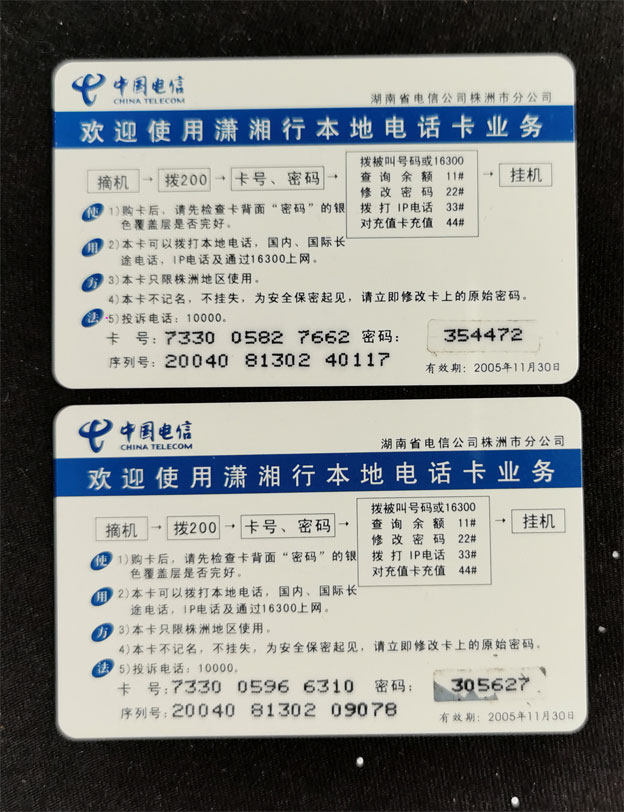 中国电信
CHINA TELECOM
湖南省电信公司株洲市分公司
欢迎使用潇湘行本地电话卡业务
摘机→拨200→卡号、密码→
拨被叫号码或16300
查询余额 11#
修改密码 22#
拨打IP电话 33#
对充值卡充值 44#
→挂机
使用方法
1)购卡后，请先检查卡背面“密码”的银
色覆盖层是否完好。
2)本卡可以拨打本地电话，国内、国际长
途电话，IP电话及通过16300上网。
3)本卡只限株洲地区使用。
4)本卡不记名，不挂失，为安全保密起见，请立即修改卡上的原始密码。
5)投诉电话：10000。
卡 号:7330 0582 7662 密码: 354472
序列号:20040 81302 40117
有效期：2005年11月30日
中国电信
CHINA TELECOM
湖南省电信公司株洲市分公司
欢迎使用潇湘行本地电话卡业务
摘机→拨200→卡号、密码→
拨被叫号码或16300
查询余额 11#
修改密码 22#
拨打IP电话 33#
对充值卡充值 44#
→挂机
使用方法
1)购卡后，请先检查卡背面“密码”的银
色覆盖层是否完好。
2)本卡可以拨打本地电话，国内、国际长
途电话，IP电话及通过16300上网。
3)本卡只限株洲地区使用。
4)本卡不记名，不挂失，为安全保密起见，请立即修改卡上的原始密码。
5)投诉电话：10000。
卡 号:7330 0596 6310 密码: 305627
序列号:20040 81302 09078
有效期：2005年11月30日